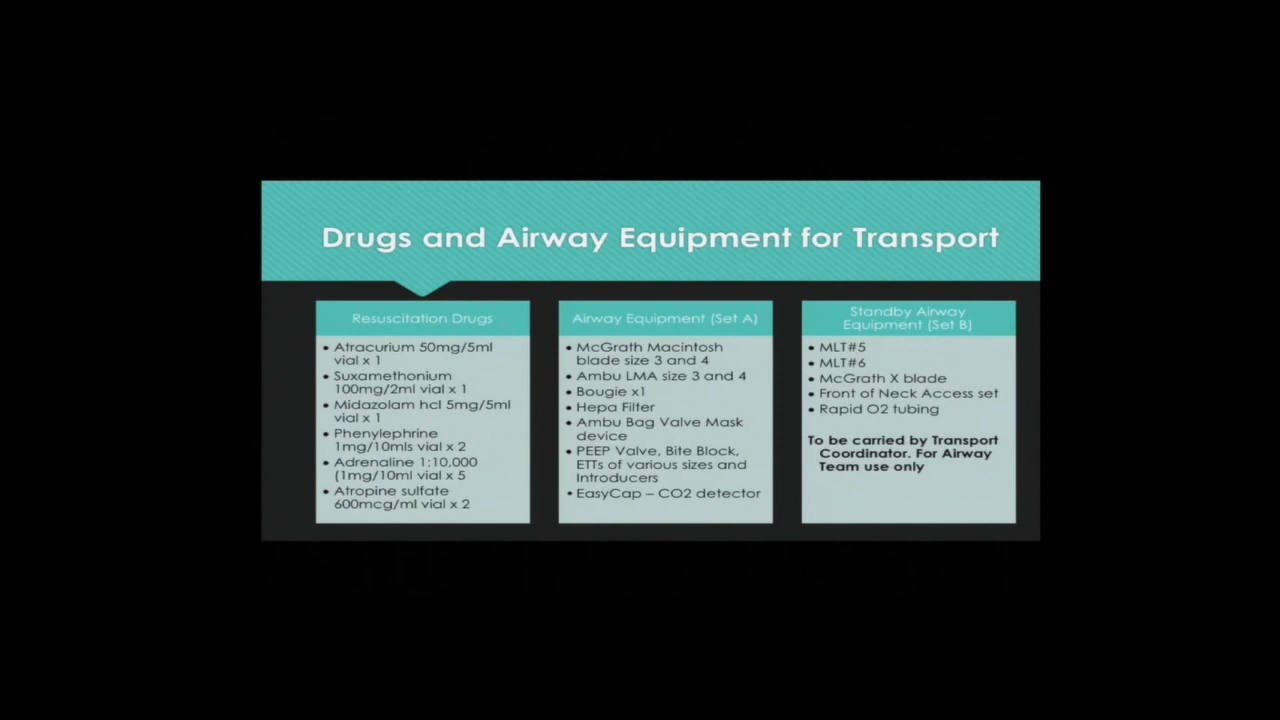 Drugs and Airway Equipment for Transport
Resuscitation Drugs
• Atracurium 50mg/5ml
vial x 1
• Suxamethonium
100mg/2ml vial x 1
• Midazolam hcl 5mg/5ml
vial x 1
• Phenylephrine
1mg/10mls vial x 2
• Adrenaline 1:10,000
(1mg/10ml vial x 5
• Atropine sulfate
600mcg/ml vial x 2
Airway Equipment (Set A)
• McGrath Macintosh
blade size 3 and 4
• Ambu LMA size 3 and 4
• Bougie x1
• Hepa Filter
• Ambu Bag Valve Mask
device
• PEEP Valve, Bite Block,
ETTs of various sizes and
Introducers
• EasyCap – CO2 detector
Standby Airway
Equipment (Set B)
• MLT#5
• MLT#6
• McGrath X blade
• Front of Neck Access set
• Rapid O2 tubing
To be carried by Transport
Coordinator. For Airway
Team use only